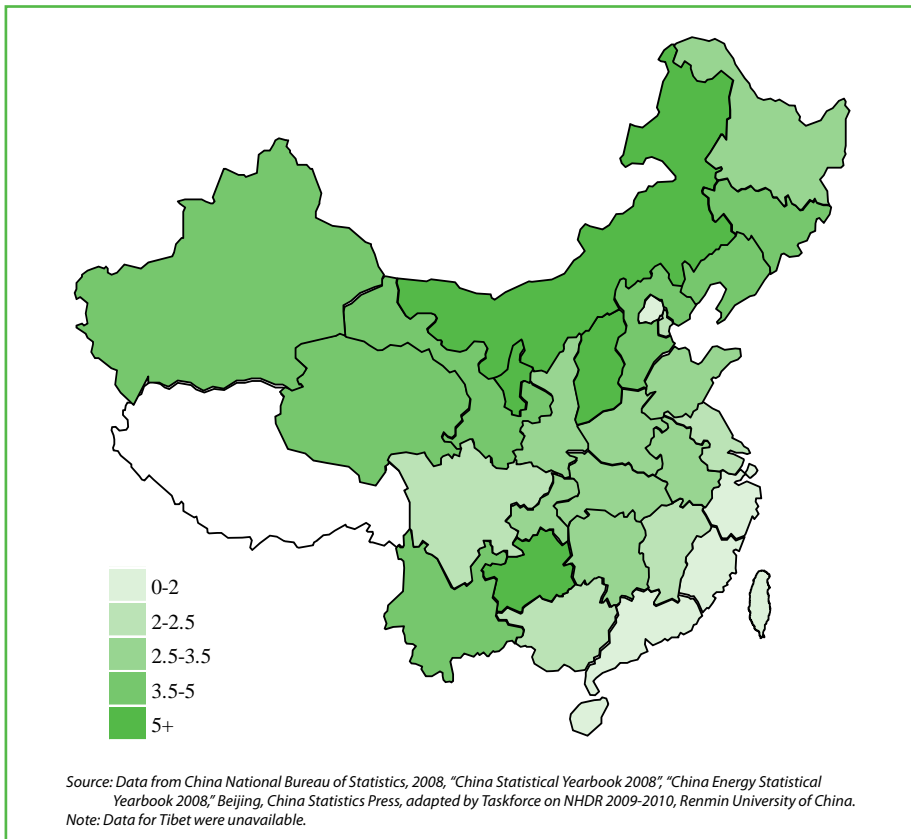 0-2
2-2.5
2.5-3.5
3.5-5
5+
Source: Data from China National Bureau of Statistics, 2008, “China Statistical Yearbook 2008”, “China Energy Statistical
Yearbook 2008,” Beijing, China Statistics Press, adapted by Taskforce on NHDR 2009-2010, Renmin University of China.
Note: Data for Tibet were unavailable.